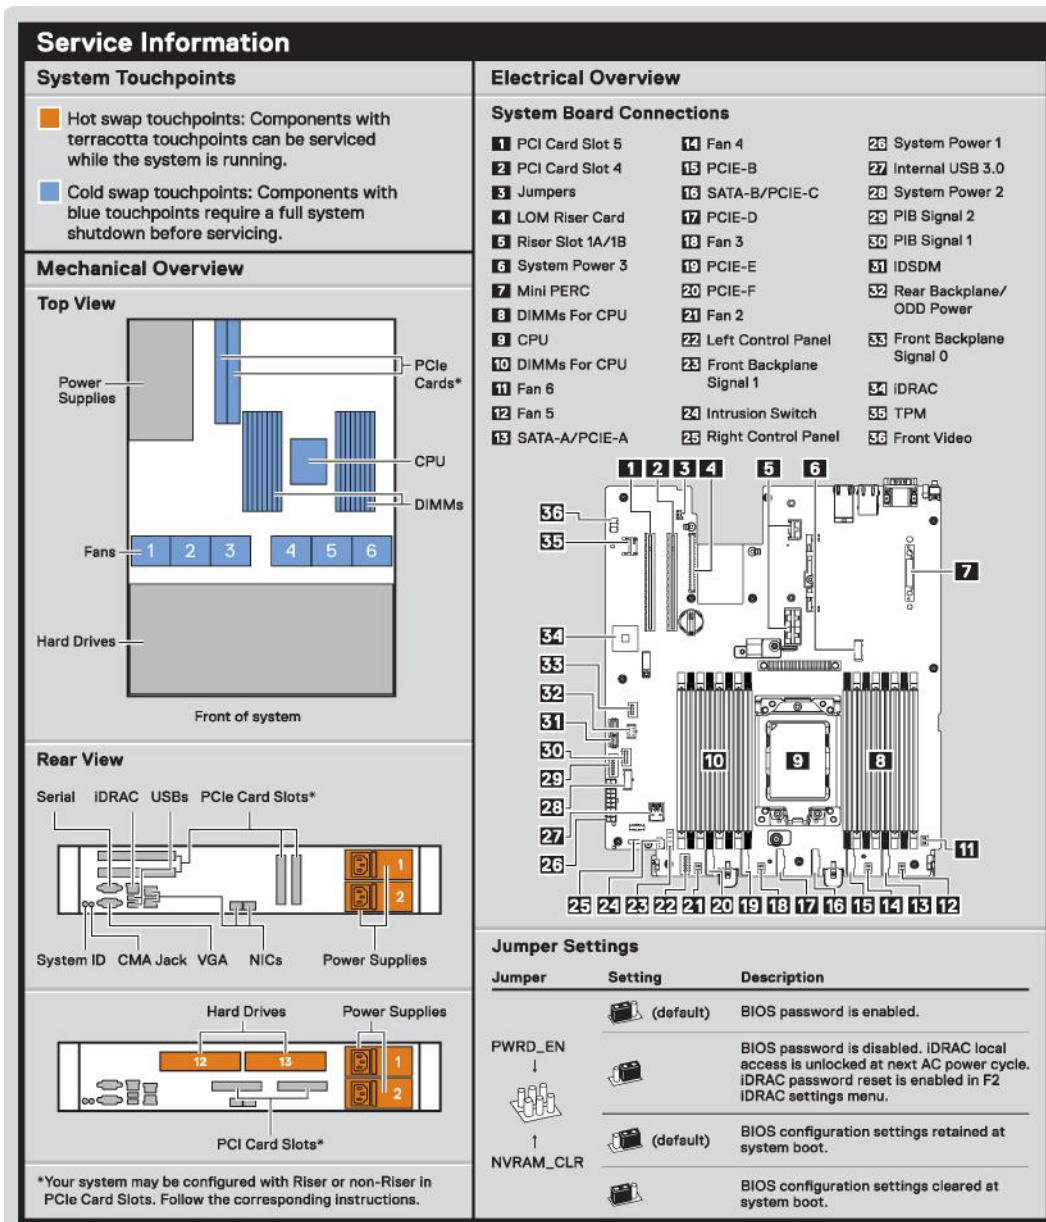 Service Information
System Touchpoints
Hot swap touchpoints: Components with
terracotta touchpoints can be serviced
while the system is running.
Cold swap touchpoints: Components with
blue touchpoints require a full system
shutdown before servicing.
Mechanical Overview
Top View
Power
Supplies
PCIe
Cards*
CPU
DIMMs
Fans
1 2 3 4 5 6
Hard Drives
Front of system
Rear View
Serial iDRAC USBs PCIe Card Slots*
1
2
System ID CMA Jack VGA NICs Power Supplies
Hard Drives Power Supplies
12 13 1
2
PCI Card Slots*
*Your system may be configured with Riser or non-Riser in
PCIe Card Slots. Follow the corresponding instructions.
Electrical Overview
System Board Connections
1 PCI Card Slot 5
2 PCI Card Slot 4
3 Jumpers
4 LOM Riser Card
5 Riser Slot 1A/1B
6 System Power 3
7 Mini PERC
8 DIMMs For CPU
9 CPU
10 DIMMs For CPU
11 Fan 6
12 Fan 5
13 SATA-A/PCIE-A
14 Fan 4
15 PCIE-B
16 SATA-B/PCIE-C
17 PCIE-D
18 Fan 3
19 PCIE-E
20 PCIE-F
21 Fan 2
22 Left Control Panel
23 Front Backplane
Signal 1
24 Intrusion Switch
25 Right Control Panel
26 System Power 1
27 Internal USB 3.0
28 System Power 2
29 PIB Signal 2
30 PIB Signal 1
31 IDSDM
32 Rear Backplane/
ODD Power
33 Front Backplane
Signal 0
34 iDRAC
35 TPM
36 Front Video
1 2 3 4 5 6
36
35
7
34
33
32
31
30
29
28
27
26
10 9 8
11
25 24 23 22 21 20 19 18 17 16 15 14 13 12
Jumper Settings
Jumper Setting Description
(default) BIOS password is enabled.
PWRD_EN
BIOS password is disabled. iDRAC local
access is unlocked at next AC power cycle.
iDRAC password reset is enabled in F2
iDRAC settings menu.
(default) BIOS configuration settings retained at
system boot.
NVRAM_CLR
BIOS configuration settings cleared at
system boot.